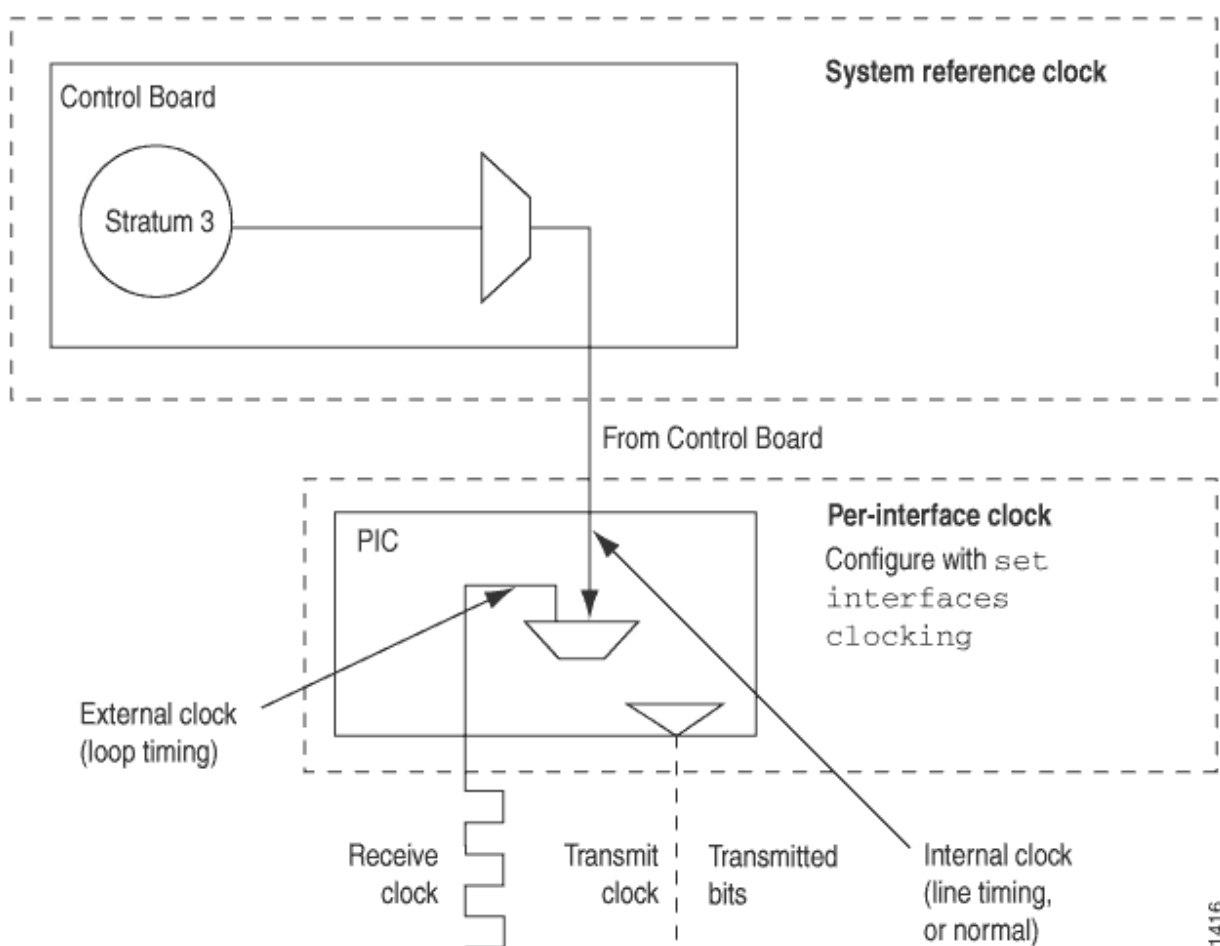 System reference clock
Control Board
Stratum 3
From Control Board
PIC
Per-interface clock
Configure with set
interfaces
clocking
External clock
(loop timing)
Receive
clock
Transmit
clock
Transmitted
bits
Internal clock
(line timing,
or normal)
1416